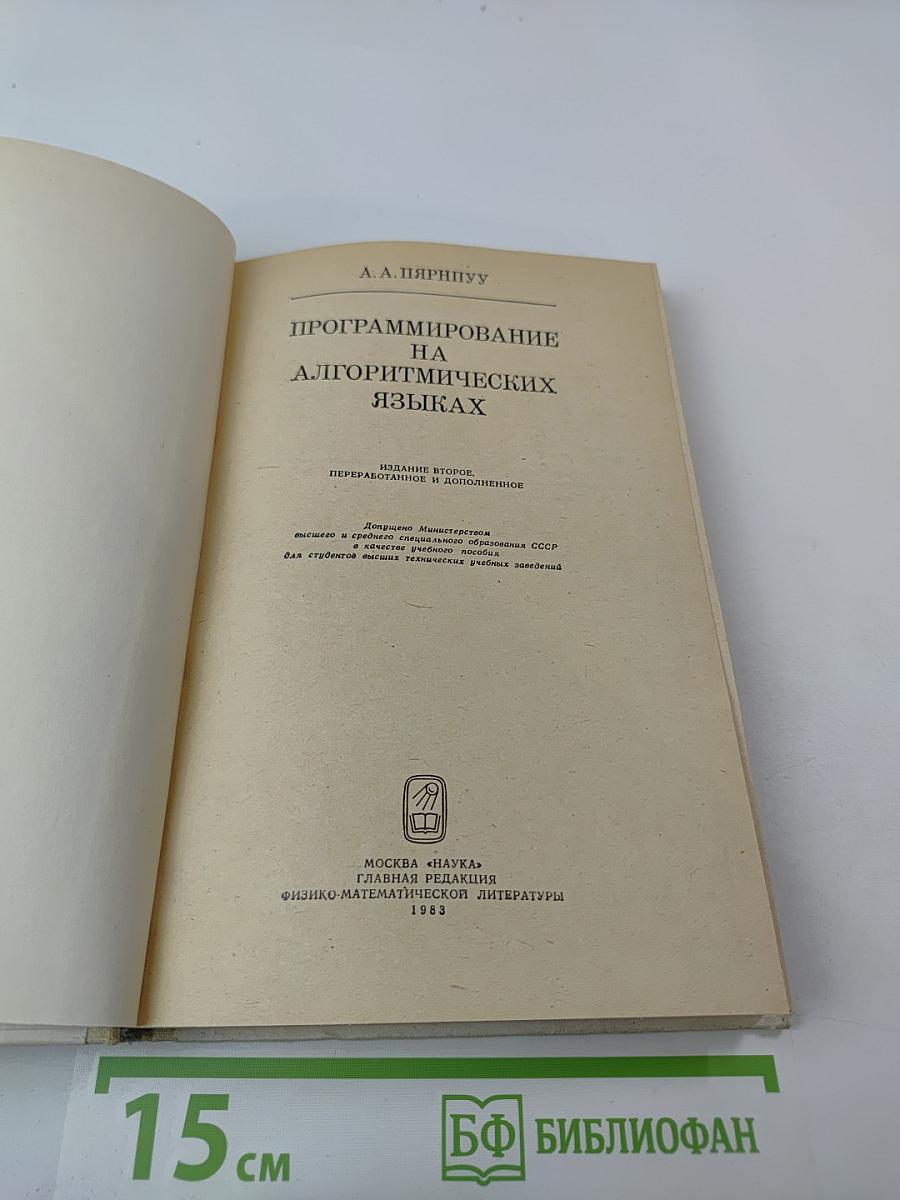 А. А. ПЯРНПУУ
ПРОГРАММИРОВАНИЕ
НА
АЛГОРИТМИЧЕСКИХ
ЯЗЫКАХ
ИЗДАНИЕ ВТОРОЕ,
ПЕРЕРАБОТАННОЕ И ДОПОЛНЕННОЕ
Допущено Министерством
высшего и среднего специального образования СССР
в качестве учебного пособия
для студентов высших технических учебных заведений
МОСКВА «НАУКА»
ГЛАВНАЯ РЕДАКЦИЯ
ФИЗИКО-МАТЕМАТИЧЕСКОЙ ЛИТЕРАТУРЫ
1983
15 см
БФ БИБЛИОФАН